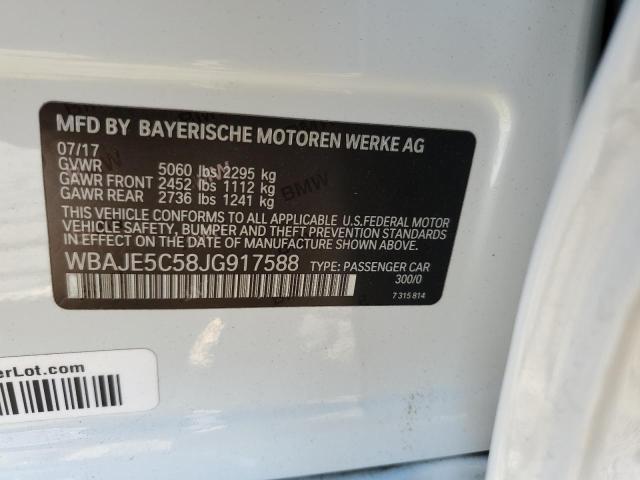 MFD BY BAYERISCHE MOTOREN WERKE AG
07/17
GVWR 5060 lbs 2295 kg
GAWR FRONT 2452 lbs 1112 kg
GAWR REAR 2736 lbs 1241 kg
THIS VEHICLE CONFORMS TO ALL APPLICABLE U.S.FEDERAL MOTOR
VEHICLE SAFETY, BUMPER AND THEFT PREVENTION STANDARDS
IN EFFECT ON THE DATE OF MANUFACTURE SHOWN ABOVE.
WBAJE5C58JG917588 TYPE: PASSENGER CAR
300/0
7 315 814
BMW
erLot.com